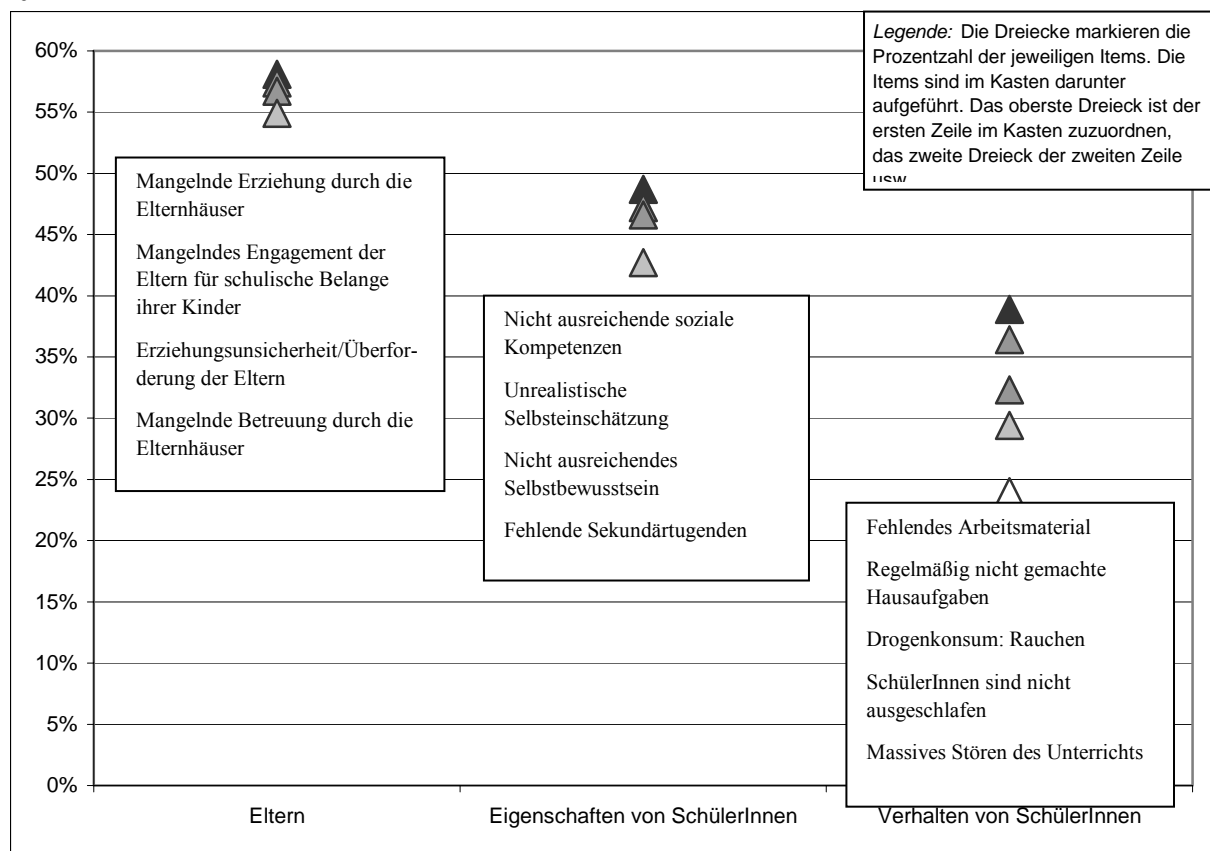 Legende: Die Dreiecke markieren die
Prozentzahl der jeweiligen Items. Die
Items sind im Kasten darunter
aufgeführt. Das oberste Dreieck ist der
ersten Zeile im Kasten zuzuordnen,
das zweite Dreieck der zweiten Zeile
usw
60%
55%
50%
45%
40%
35%
30%
25%
20%
15%
10%
5%
0%
Mangelnde Erziehung durch die
Elternhäuser
Mangelndes Engagement der
Eltern für schulische Belange
ihrer Kinder
Erziehungsunsicherheit/Überfor-
derung der Eltern
Mangelnde Betreuung durch die
Elternhäuser
Nicht ausreichende soziale
Kompetenzen
Unrealistische
Selbsteinschätzung
Nicht ausreichendes
Selbstbewusstsein
Fehlende Sekundärtugenden
Fehlendes Arbeitsmaterial
Regelmäßig nicht gemachte
Hausaufgaben
Drogenkonsum: Rauchen
SchülerInnen sind nicht
ausgeschlafen
Massives Stören des Unterrichts
Eltern
Eigenschaften von SchülerInnen
Verhalten von SchülerInnen